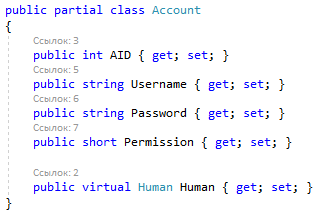 public partial class Account
{
Ссылок: 3
public int AID { get; set; }
Ссылок: 5
public string Username { get; set; }
Ссылок: 6
public string Password { get; set; }
Ссылок: 7
public short Permission { get; set; }
Ссылок: 2
public virtual Human Human { get; set; }
}